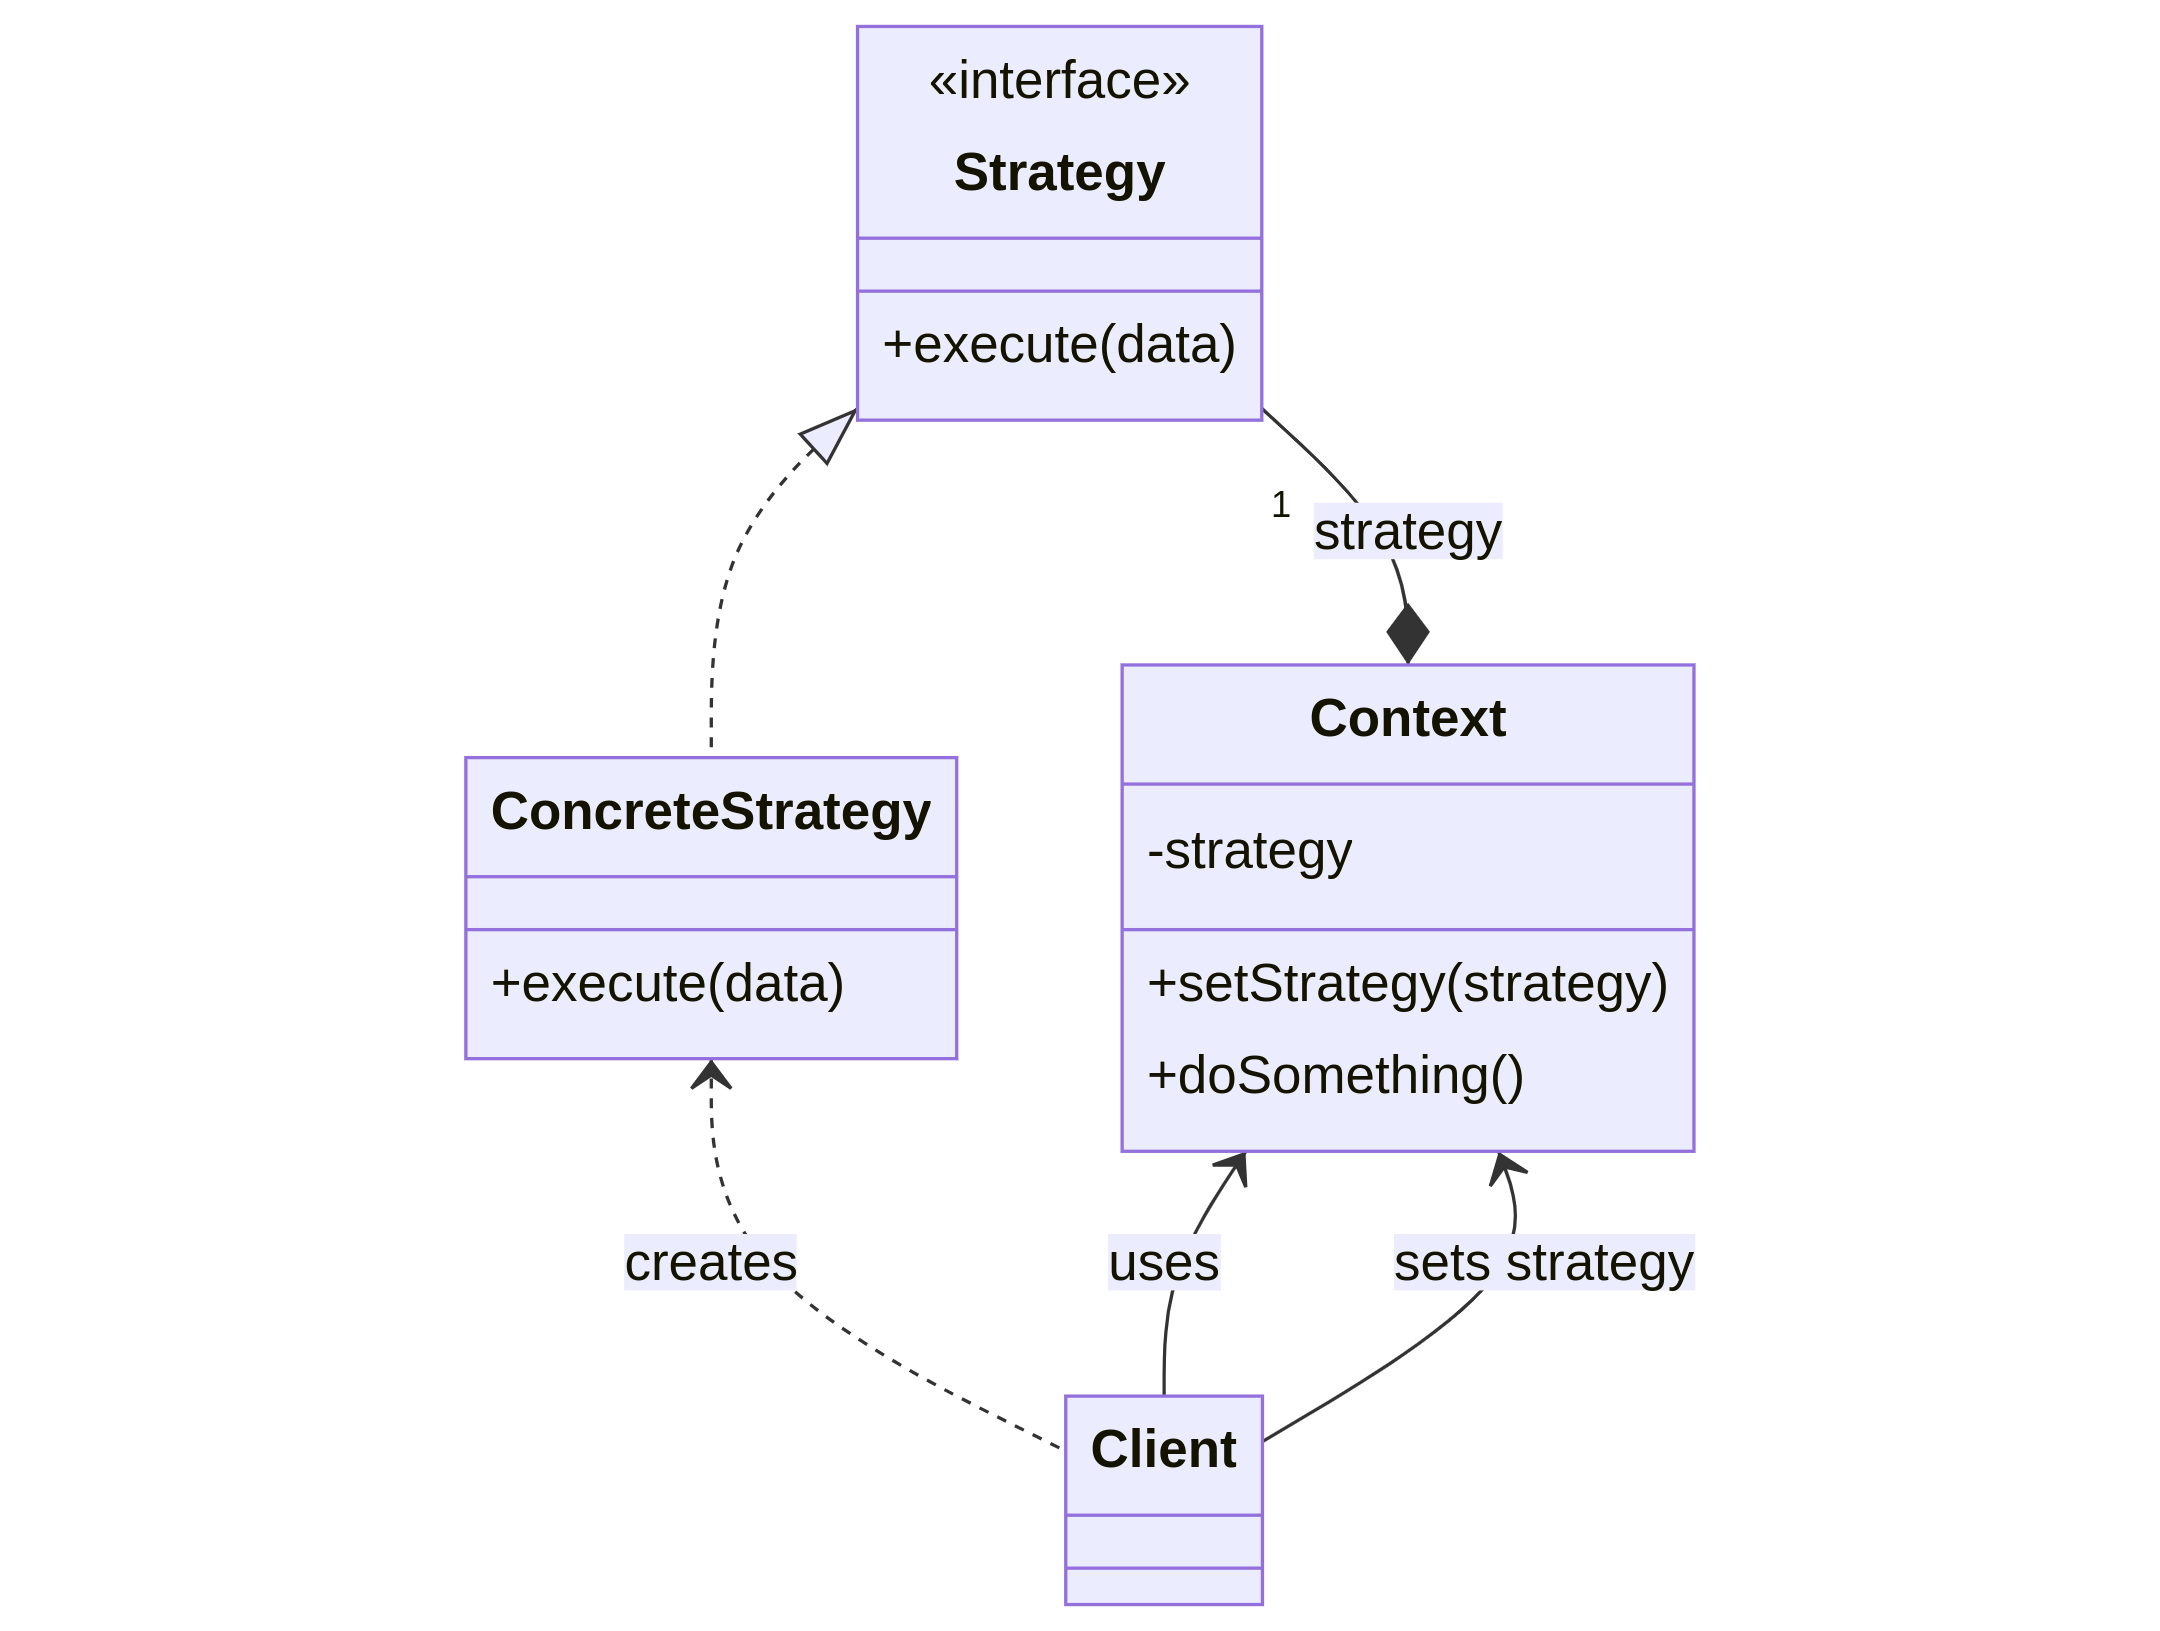 «interface»
Strategy
+execute(data)
1
strategy
ConcreteStrategy
+execute(data)
Context
-strategy
+setStrategy(strategy)
+doSomething()
creates
uses
sets strategy
Client